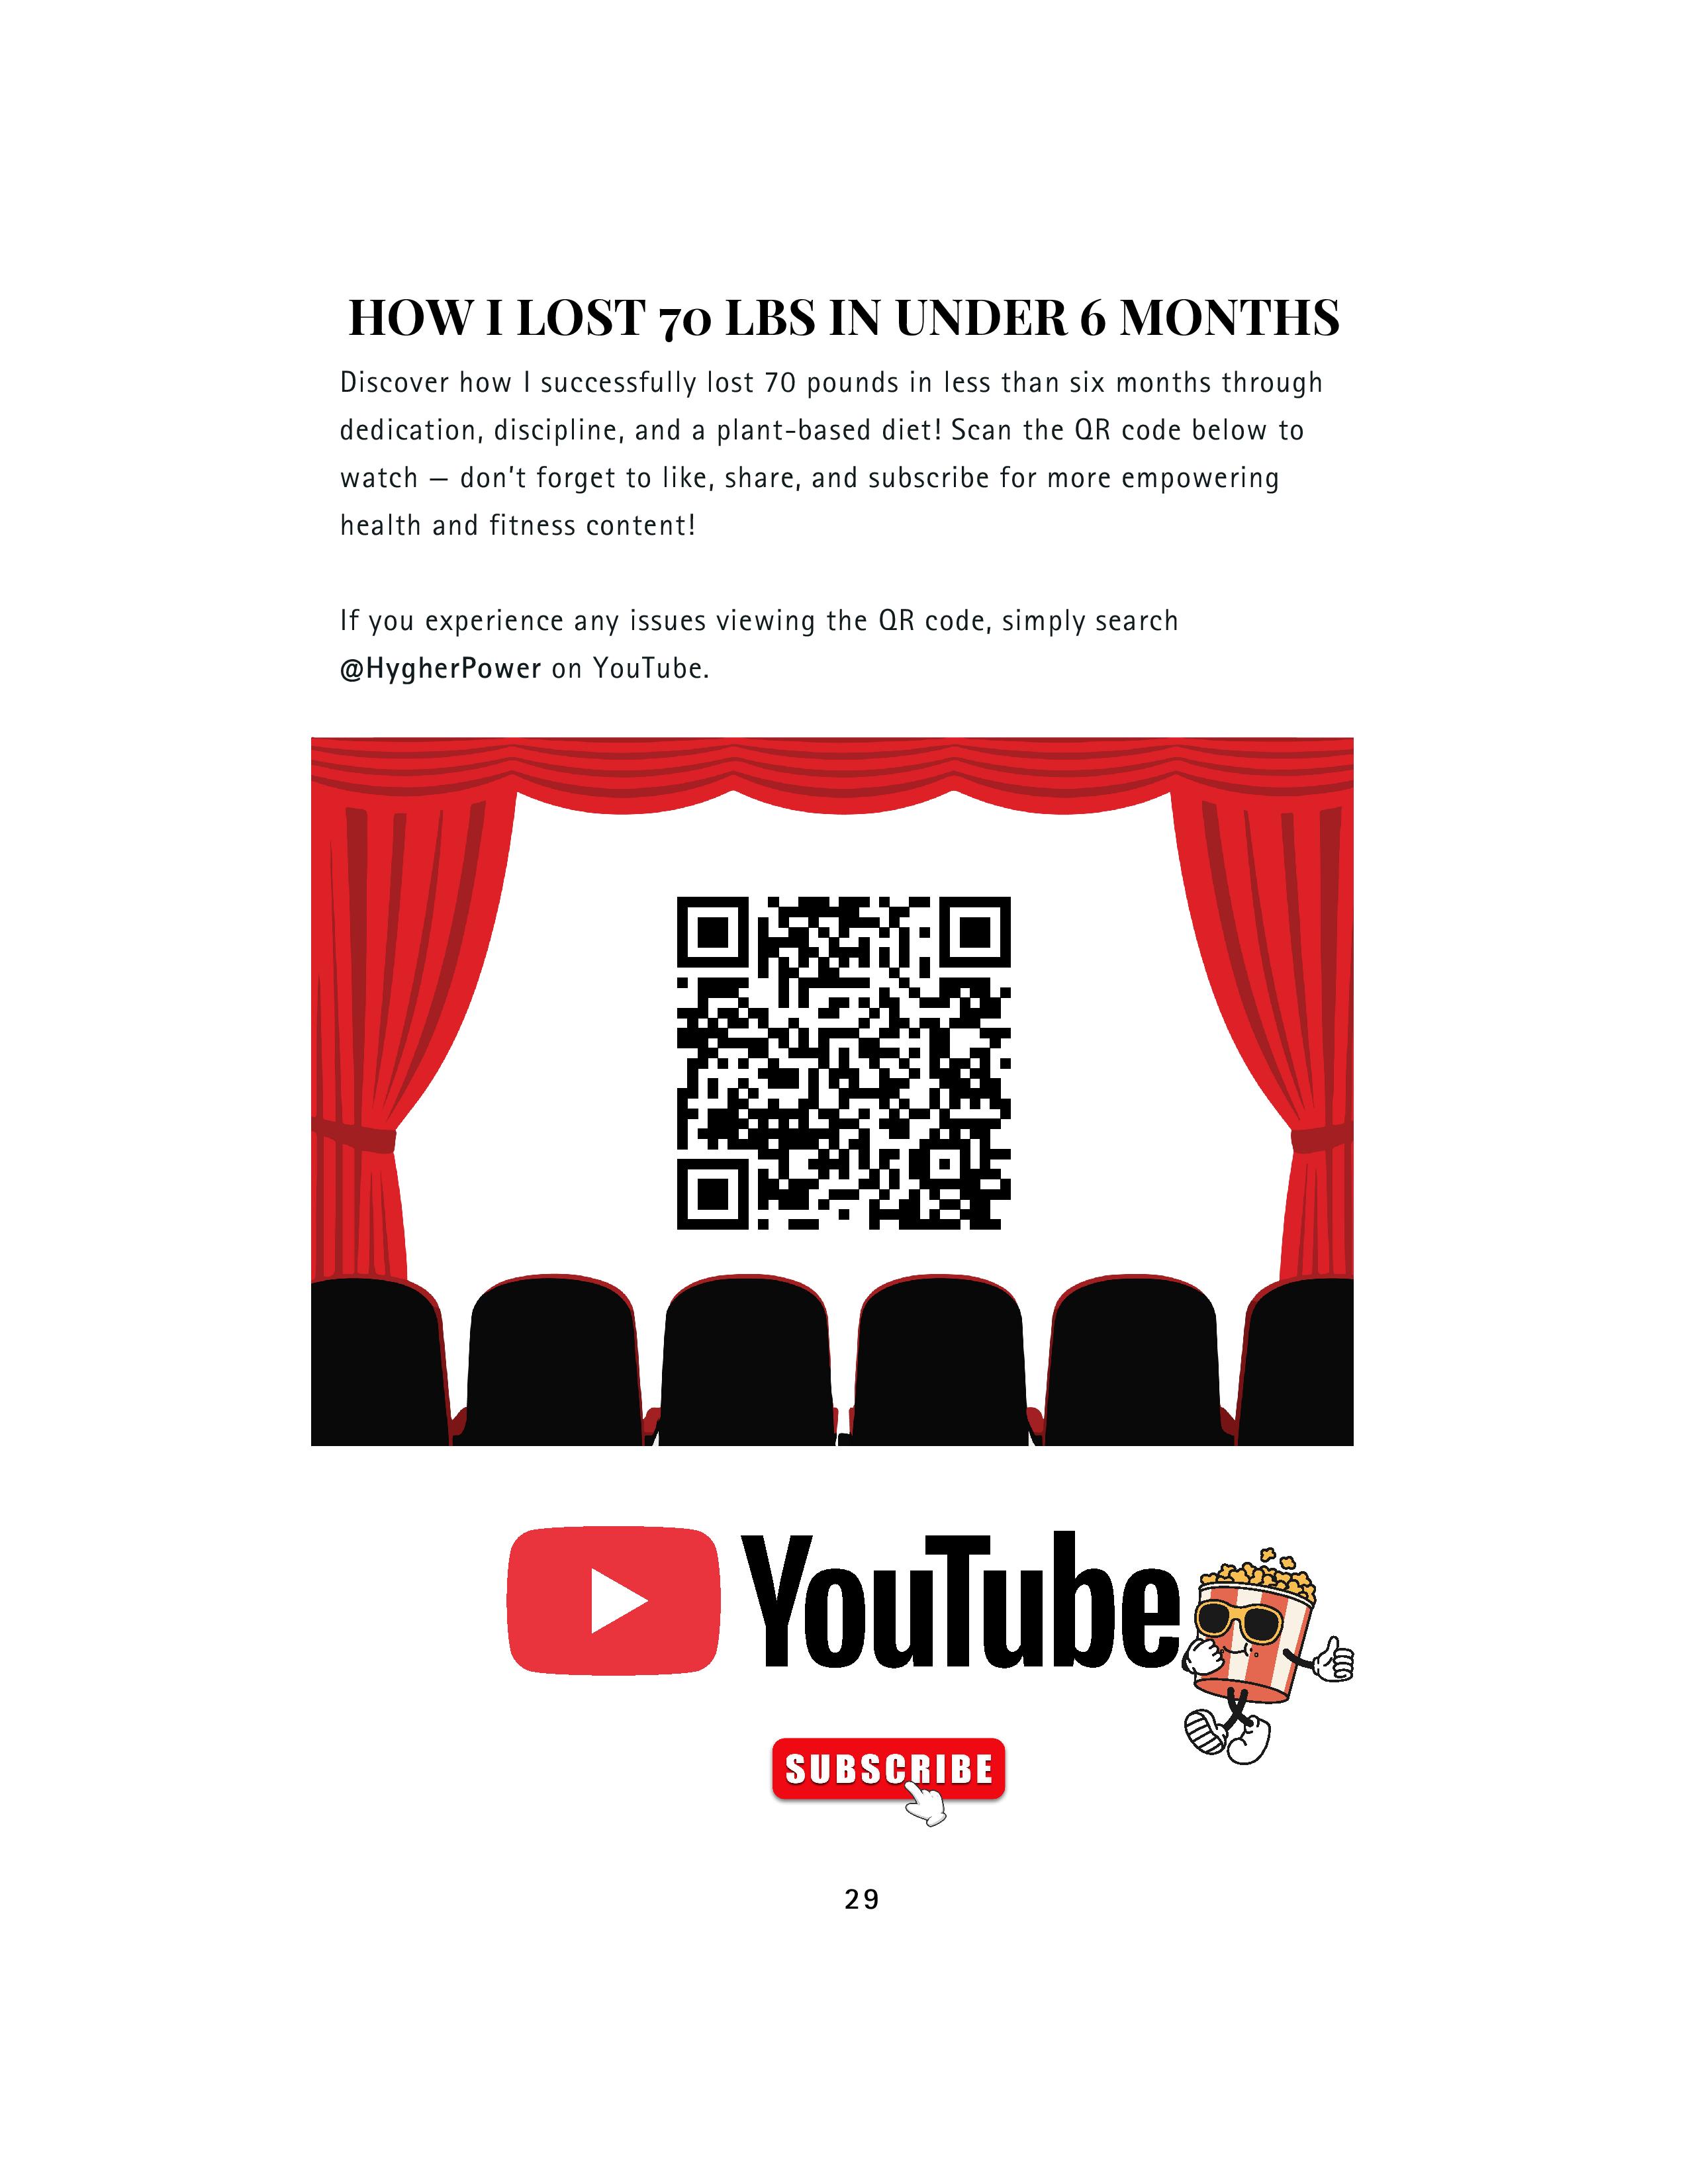 HOW I LOST 70 LBS IN UNDER 6 MONTHS
Discover how I successfully lost 70 pounds in less than six months through
dedication, discipline, and a plant-based diet! Scan the QR code below to
watch – don’t forget to like, share, and subscribe for more empowering
health and fitness content!
If you experience any issues viewing the QR code, simply search
@HygherPower on YouTube.
YouTube
SUBSCRIBE
29